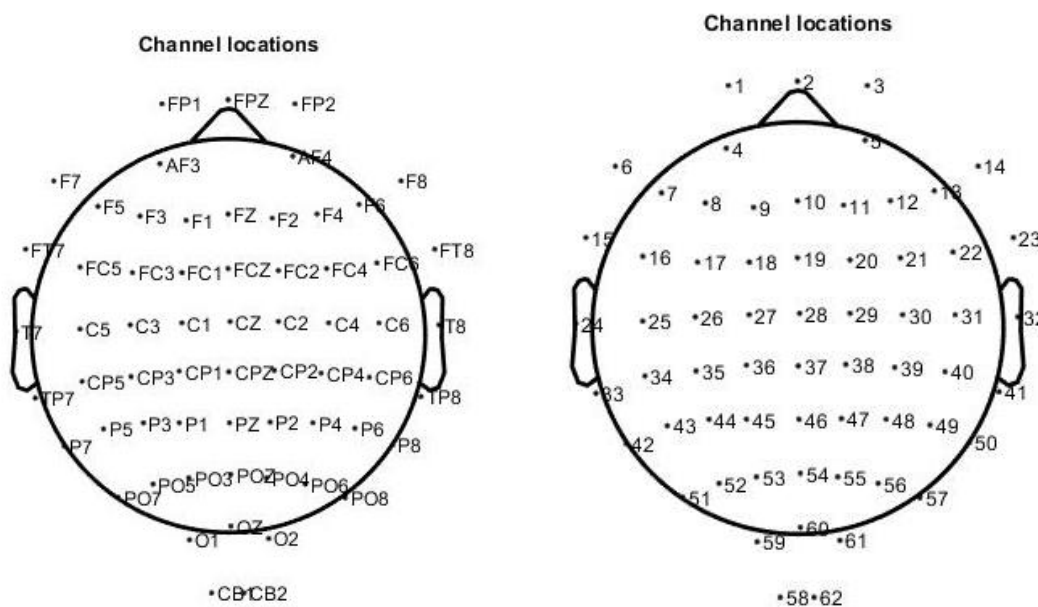 Channel locations
FP1 FPZ FP2
AF3 AF4
F7 F5 F3 F1 FZ F2 F4 F6 F8
FT7 FC5 FC3 FC1 FCZ FC2 FC4 FC6 FT8
T7 C5 C3 C1 CZ C2 C4 C6 T8
TP7 CP5 CP3 CP1 CPZ CP2 CP4 CP6 TP8
P7 P5 P3 P1 PZ P2 P4 P6 P8
PO7 PO5 PO3 POZ PO4 PO6 PO8
O1 OZ O2
CB1 CB2
Channel locations
1 2 3
4 5
6 7 8 9 10 11 12 13 14
15 16 17 18 19 20 21 22 23
24 25 26 27 28 29 30 31 32
33 34 35 36 37 38 39 40 41
42 43 44 45 46 47 48 49 50
51 52 53 54 55 56 57
59 60 61
58 62